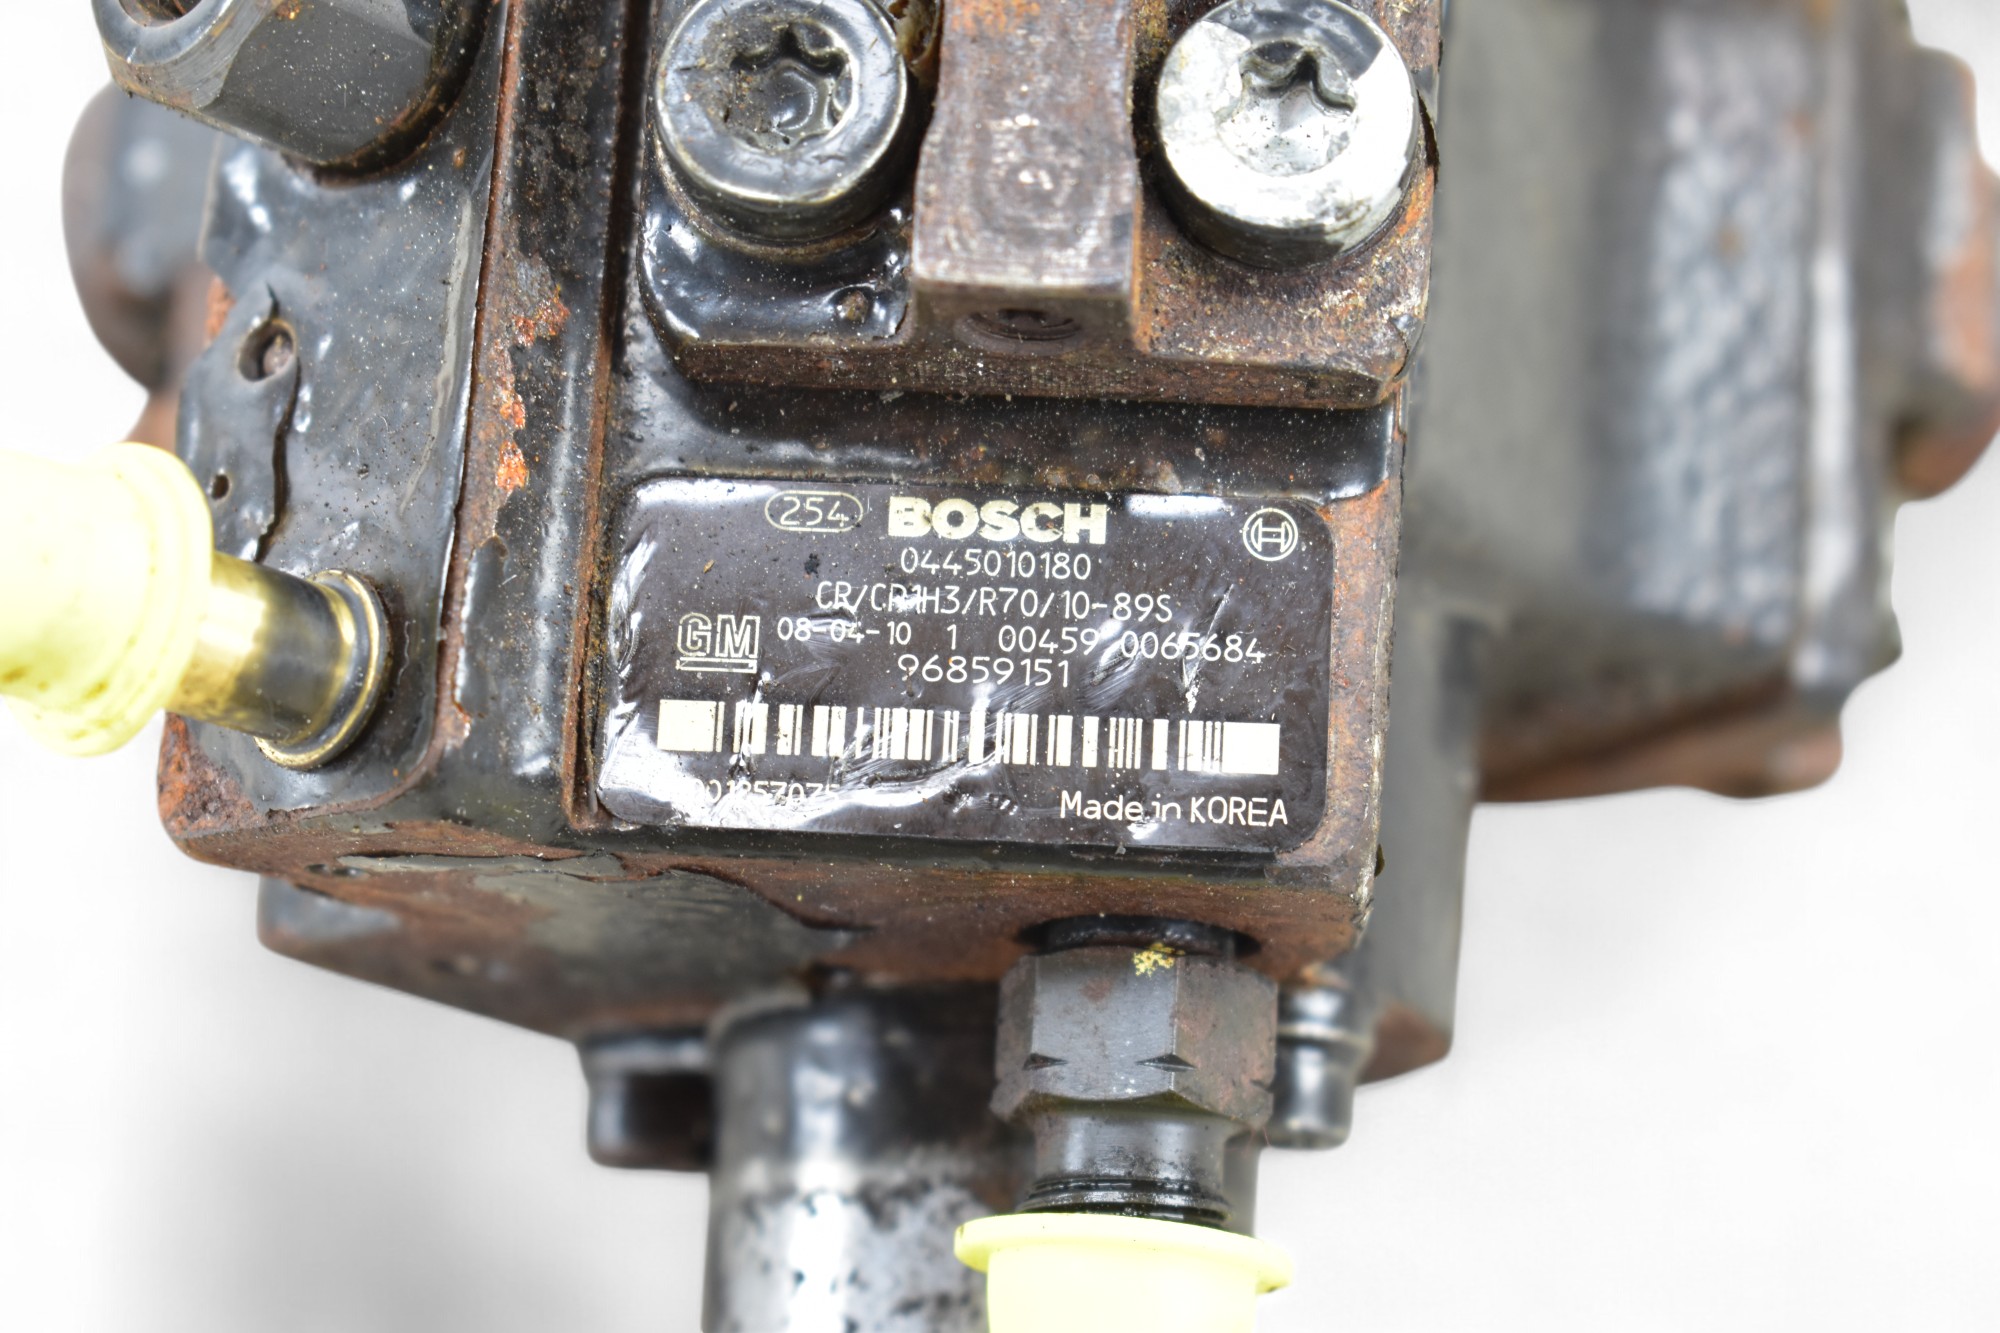 254 BOSCH
0445010180
CR/CP1H3/R70/10-89S
GM 08-04-10 1 00459 0065684
96859151
Made in KOREA